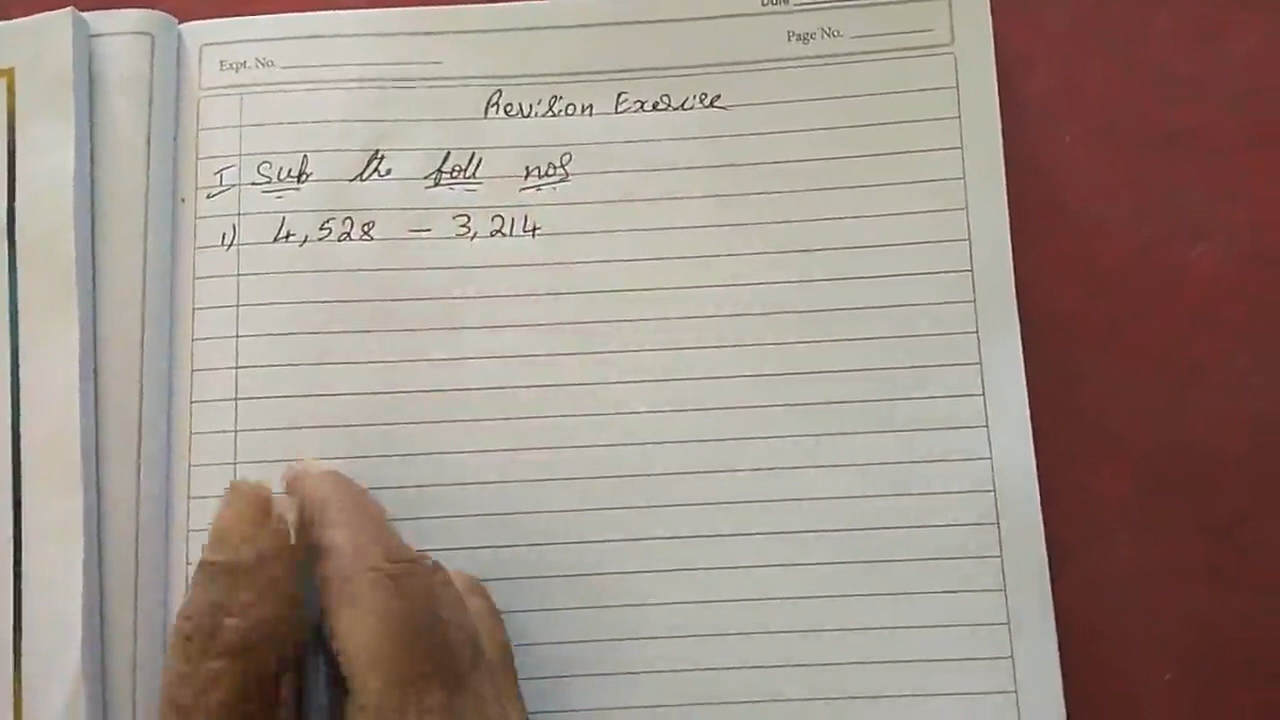 Expt. No.
Page No.
Revision Exercise
I Sub the foll nos
1) 4,528 - 3,214